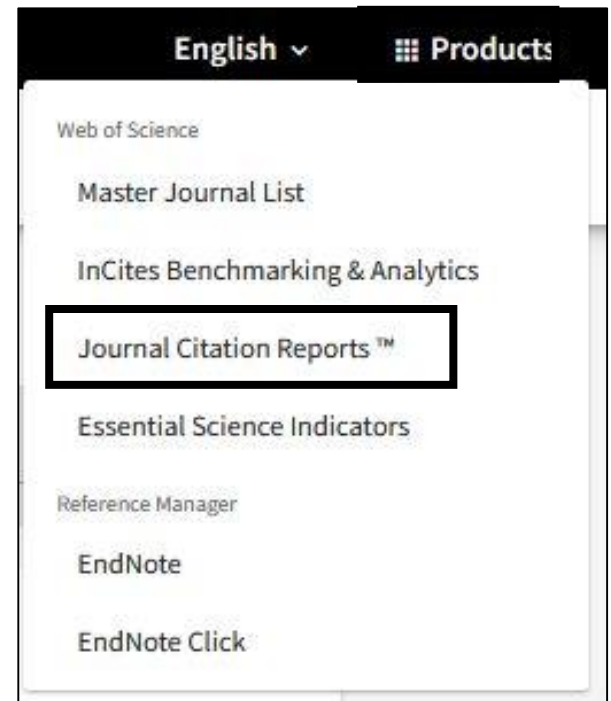 English Products
Web of Science
Master Journal List
InCites Benchmarking & Analytics
Journal Citation Reports ™
Essential Science Indicators
Reference Manager
EndNote
EndNote Click